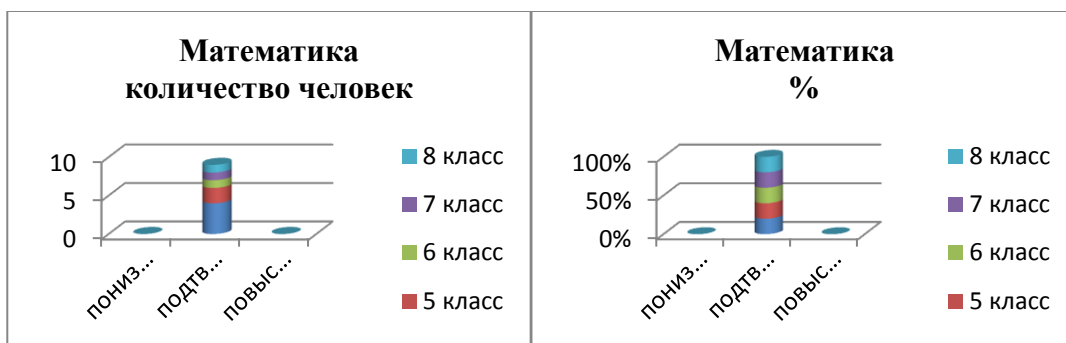 Математика
количество человек
10
5
0
пониз...
подтв...
повыс...
8 класс
7 класс
6 класс
5 класс
Математика
%
100%
50%
0%
пониз...
подтв...
повыс...
8 класс
7 класс
6 класс
5 класс